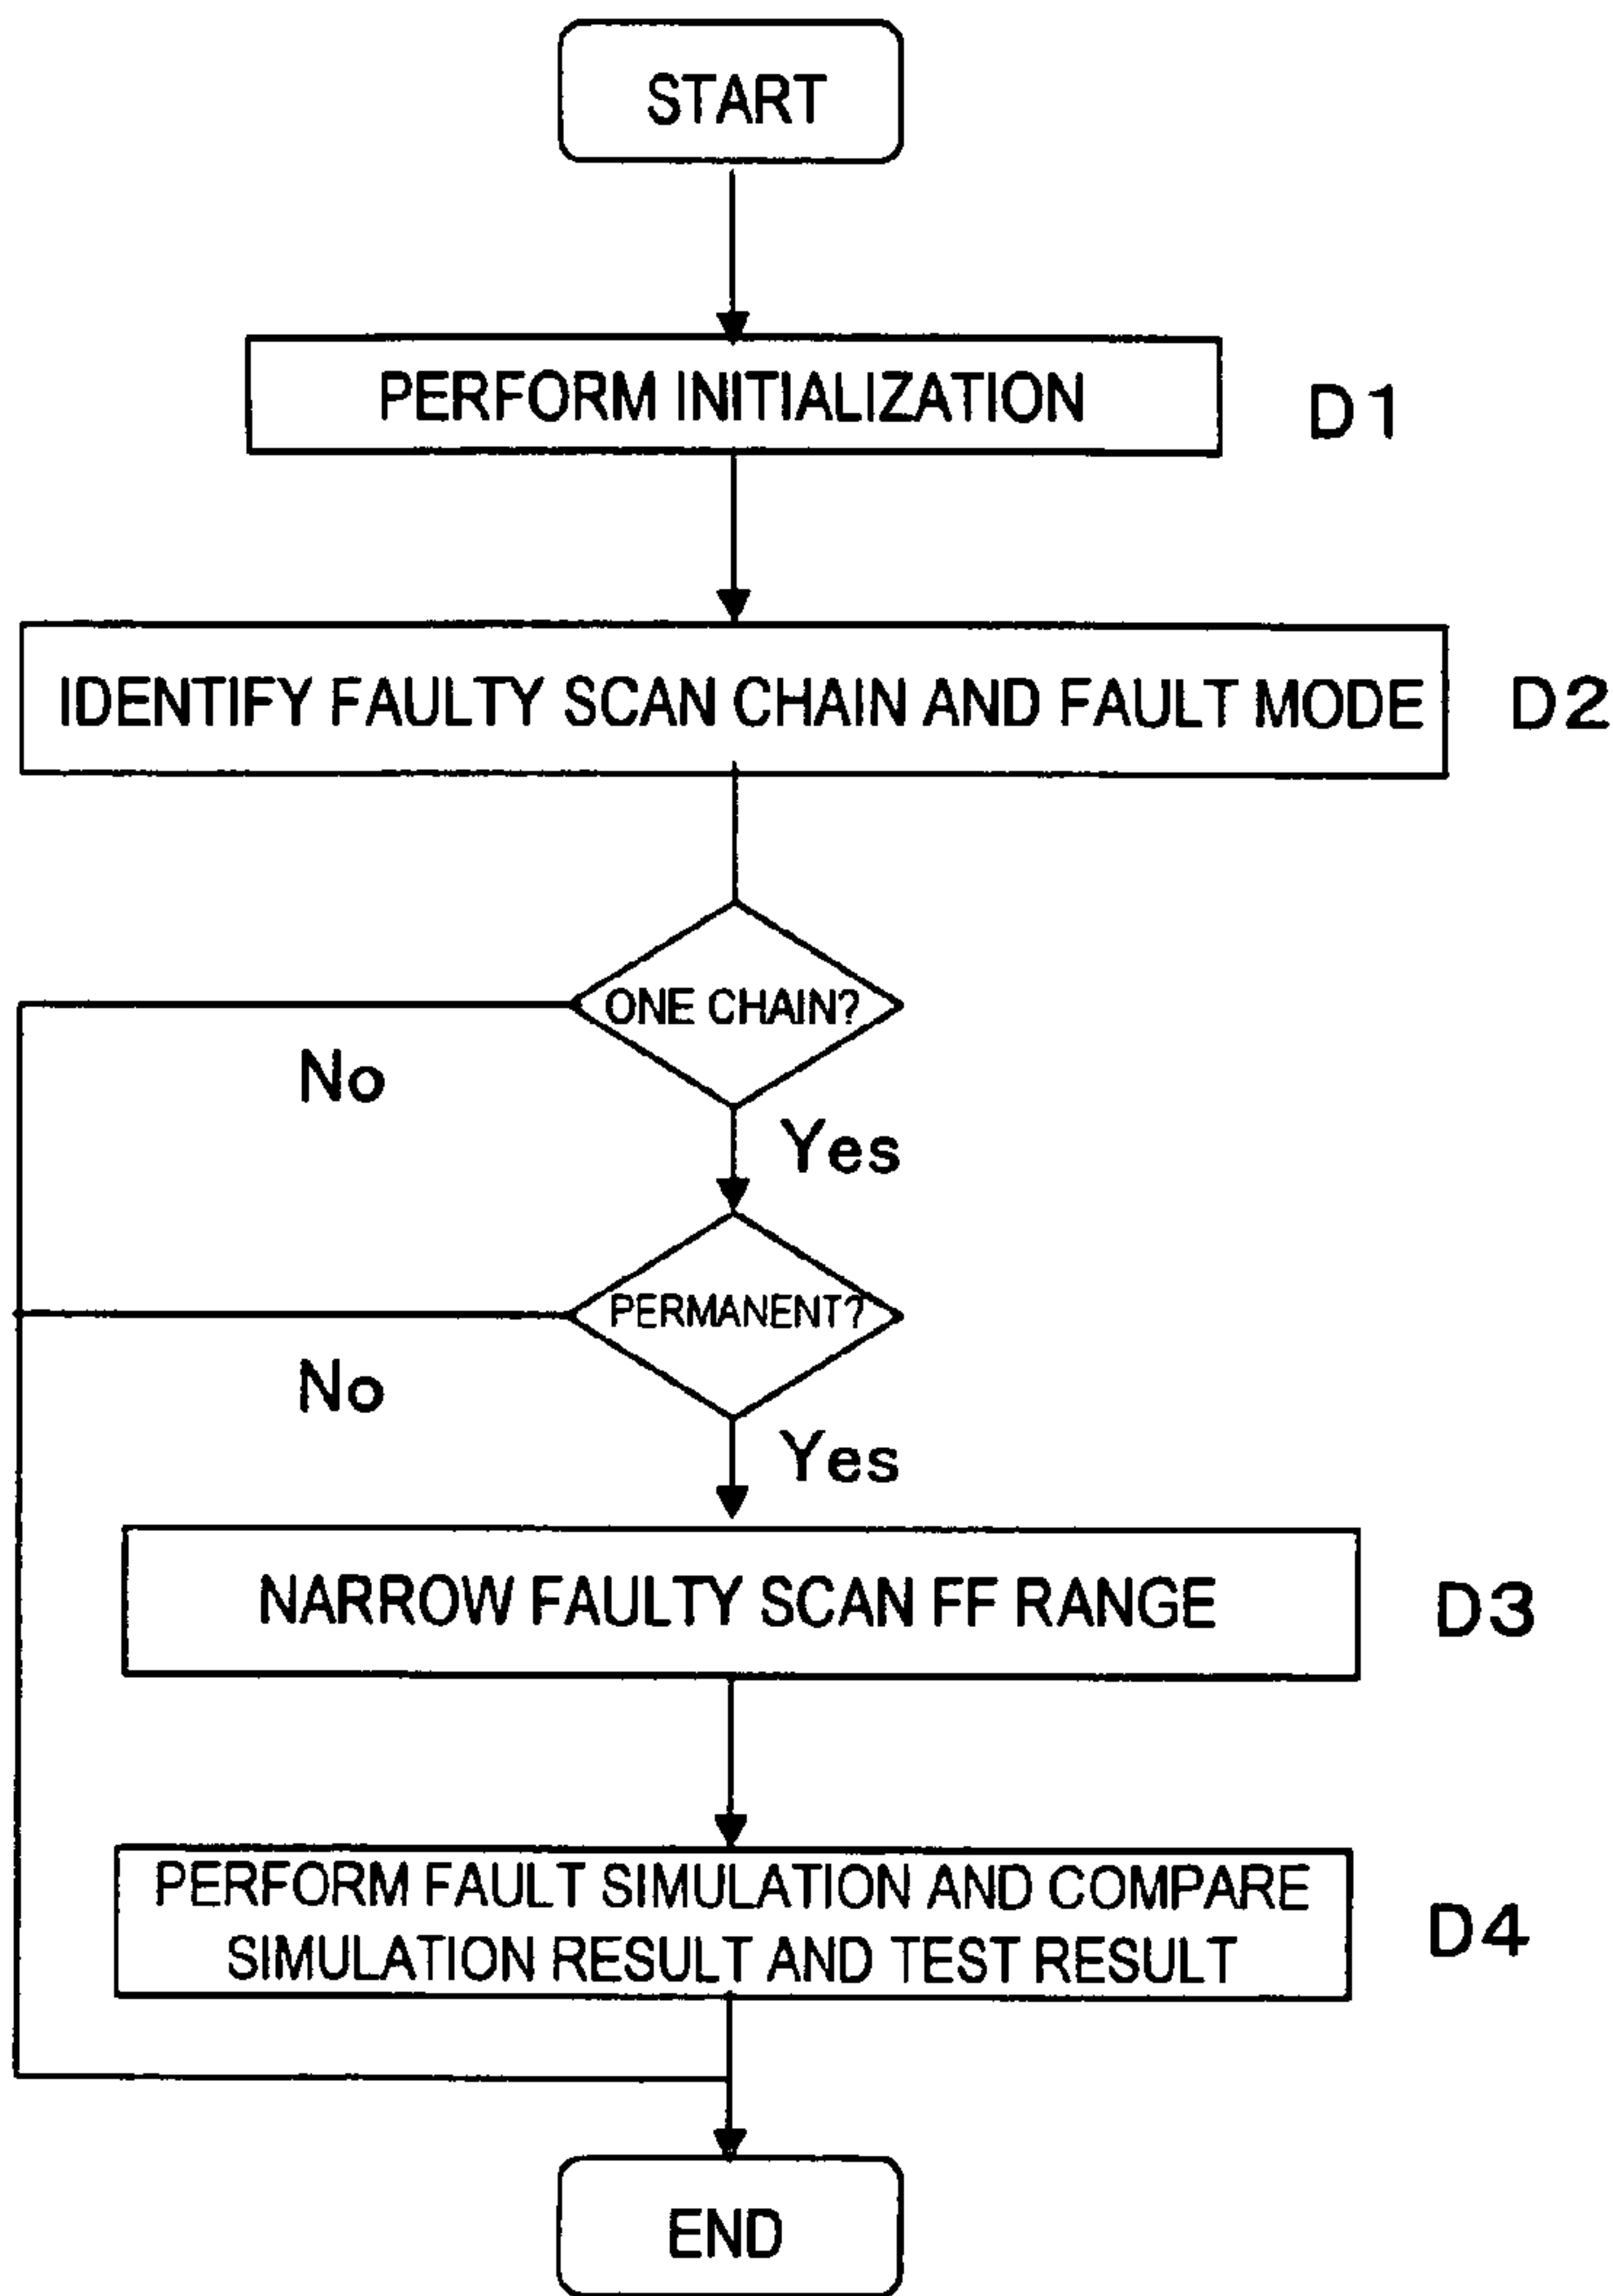 START
PERFORM INITIALIZATION
D1
IDENTIFY FAULTY SCAN CHAIN AND FAULT MODE
D2
ONE CHAIN?
No
Yes
PERMANENT?
No
Yes
NARROW FAULTY SCAN FF RANGE
D3
PERFORM FAULT SIMULATION AND COMPARE
SIMULATION RESULT AND TEST RESULT
D4
END